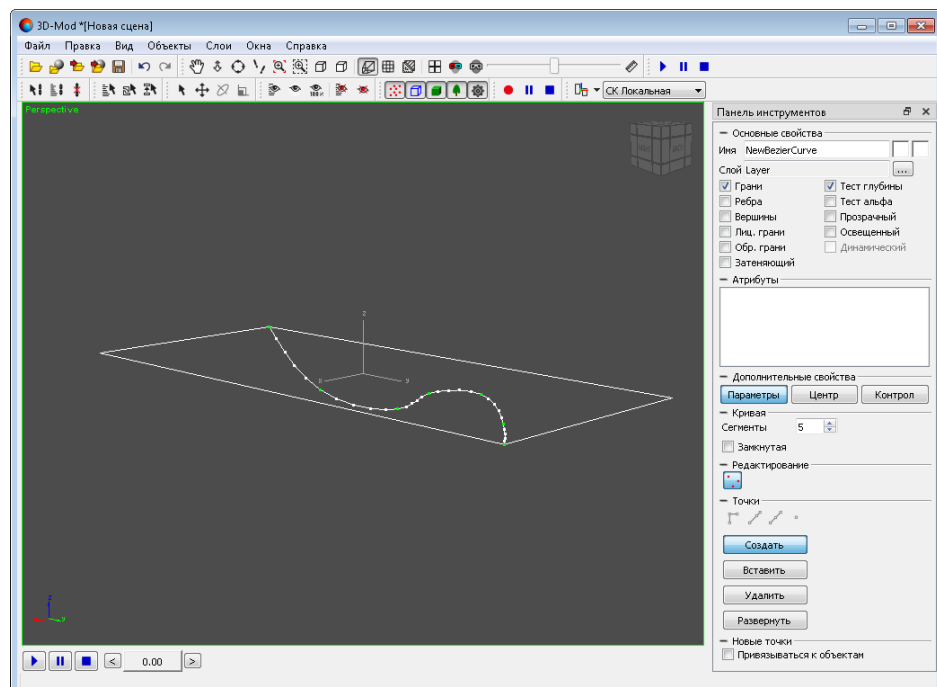 3D-Mod *[Новая сцена]
Файл Правка Вид Объекты Слои Окна Справка
СК Локальная
Perspective
Панель инструментов
Основные свойства
Имя NewBezierCurve
Слой Layer ...
Грани Тест глубины
Ребра Тест альфа
Вершины Прозрачный
Лиц. грани Освещенный
Обр. грани Динамический
Затеняющий
Атрибуты
z
x y
Дополнительные свойства
Параметры Центр Контрол
Кривая
Сегменты 5
Замкнутая
Редактирование
Точки
Создать
Вставить
Удалить
Развернуть
z
y
Новые точки
Привязываться к объектам
< 0.00 >